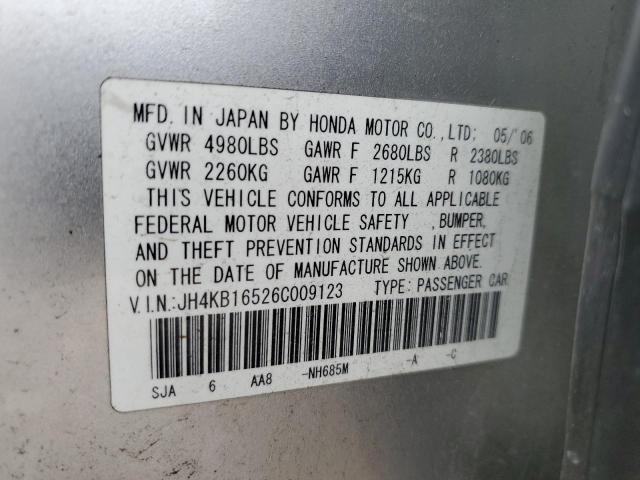 MFD. IN JAPAN BY HONDA MOTOR CO.,LTD: 05/'06
GVWR 4980LBS GAWR F 2680LBS R 2380LBS
GVWR 2260KG GAWR F 1215KG R 1080KG
THIS VEHICLE CONFORMS TO ALL APPLICABLE
FEDERAL MOTOR VEHICLE SAFETY ,BUMPER,
AND THEFT PREVENTION STANDARDS IN EFFECT
ON THE DATE OF MANUFACTURE SHOWN ABOVE.
V.I.N.:JH4KB16526C009123 TYPE: PASSENGER CAR
SJA 6 AA8 -NH685M -A -C